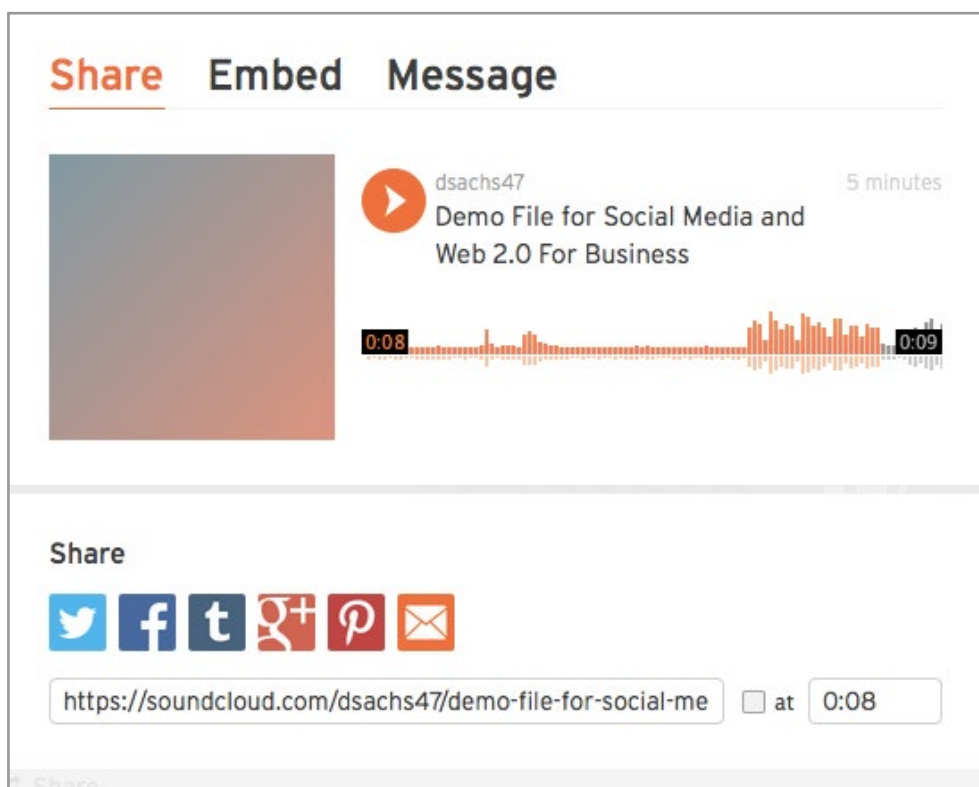 Share Embed Message
dsachs47 5 minutes
Demo File for Social Media and
Web 2.0 For Business
0:08 0:09
Share
https://soundcloud.com/dsachs47/demo-file-for-social-me at 0:08
Share